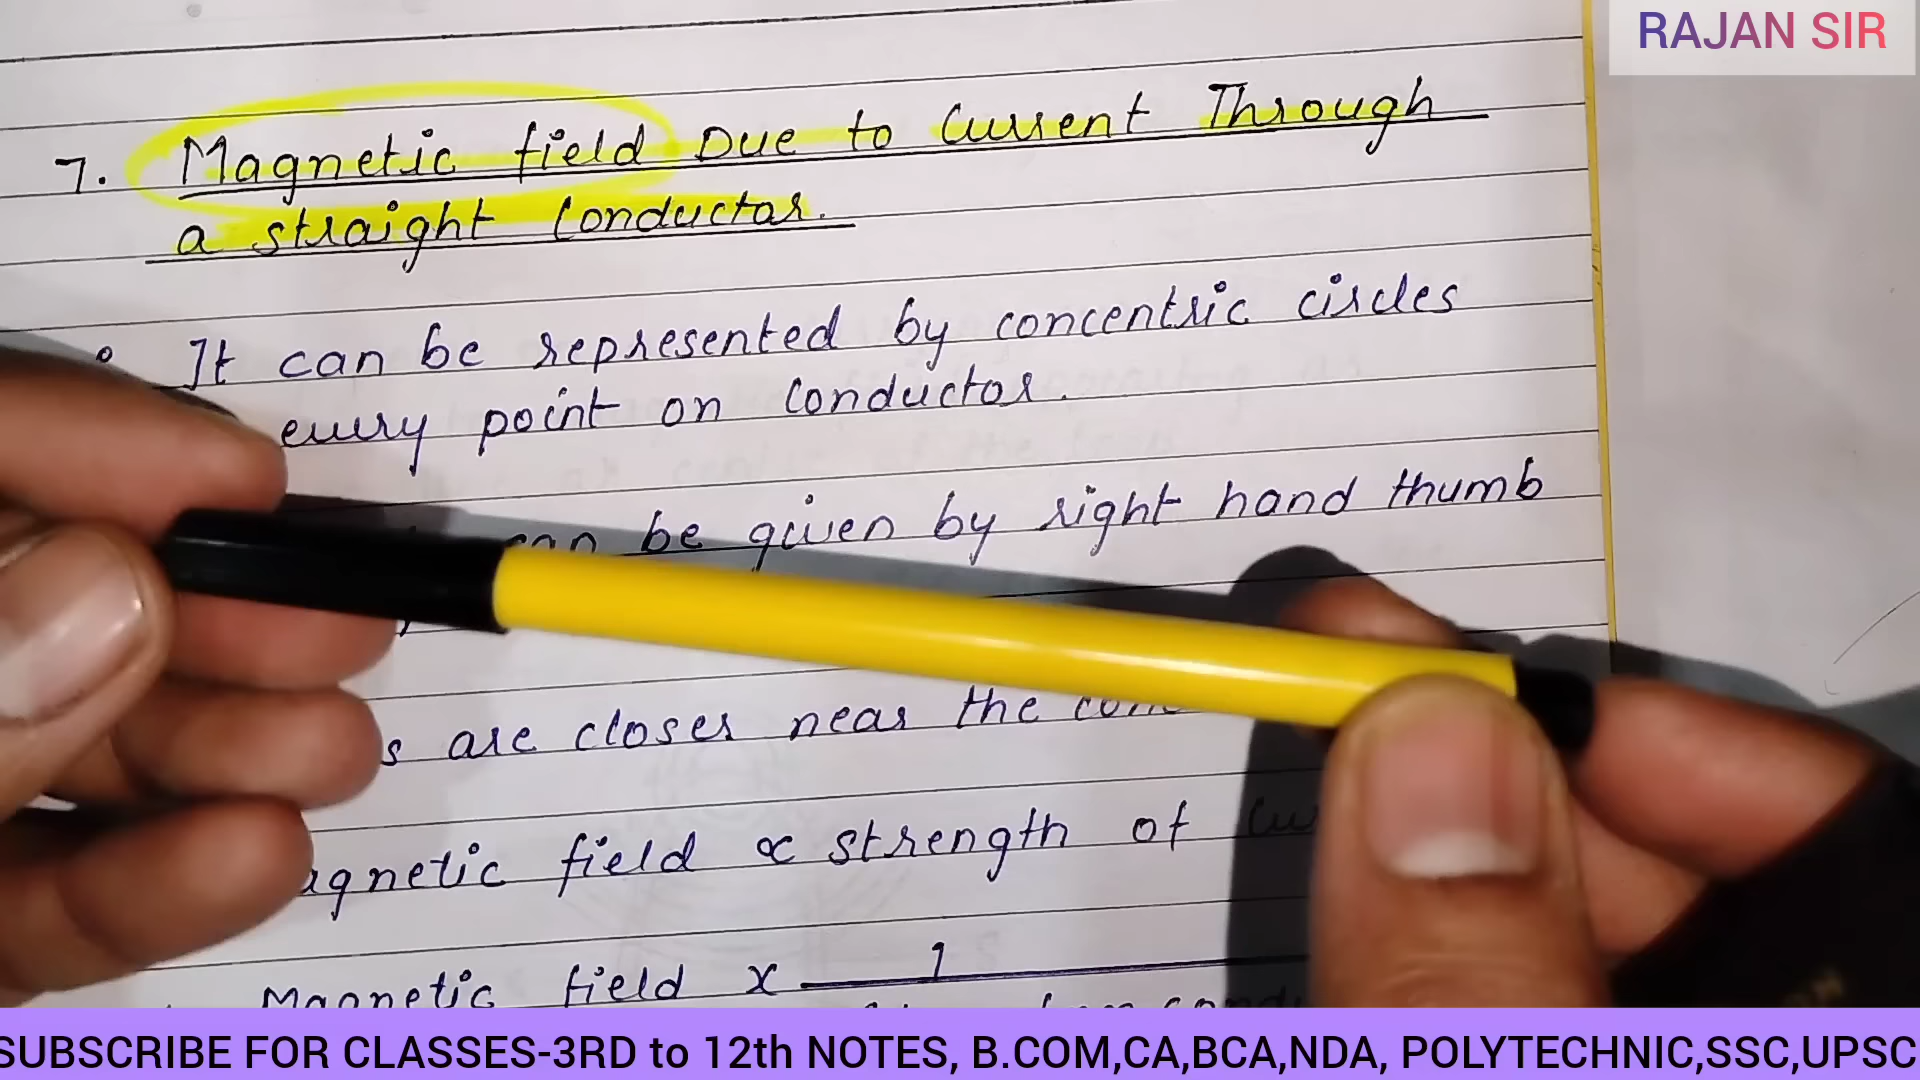 RAJAN SIR
7. Magnetic field Due to Current Through
a straight Conductor.
It can be represented by concentric circles
every point on Conductor.
can be given by right hand thumb
are closer near the
magnetic field ∝ strength of
Magnetic field ∝ 1
from
SUBSCRIBE FOR CLASSES-3RD to 12th NOTES, B.COM,CA,BCA,NDA, POLYTECHNIC,SSC,UPSC